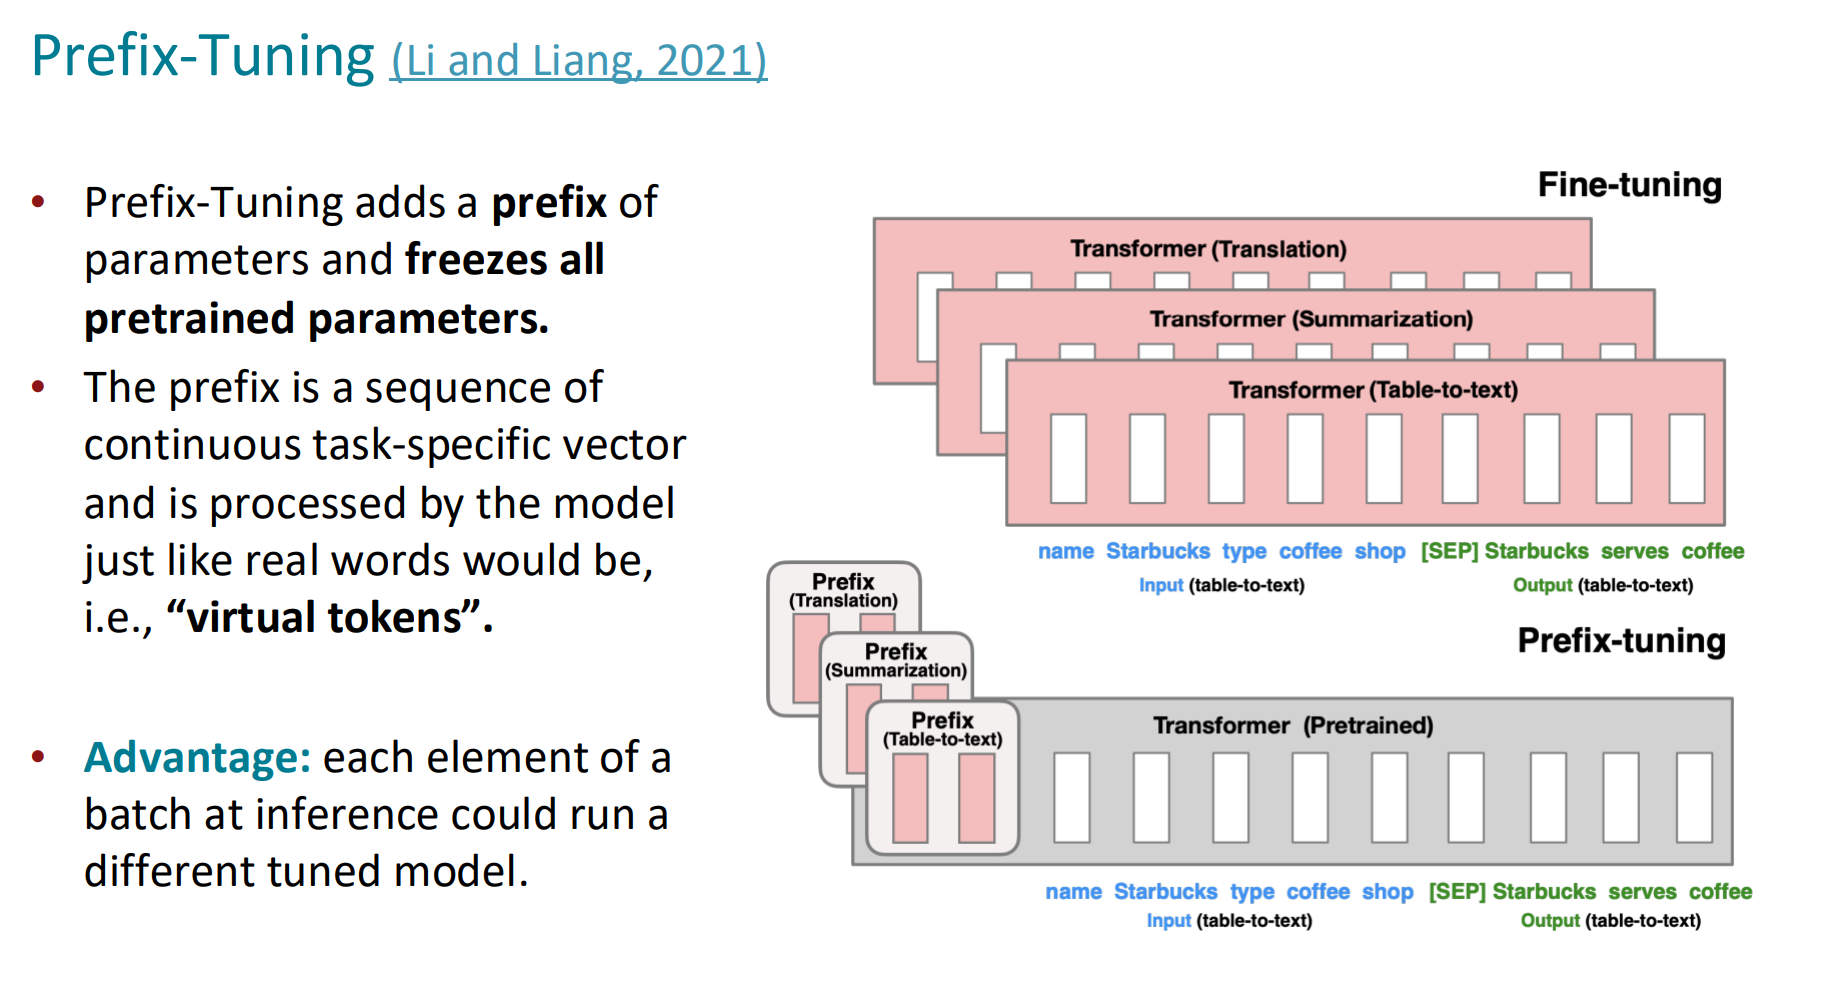 Prefix-Tuning (Li and Liang, 2021)
• Prefix-Tuning adds a prefix of
parameters and freezes all
pretrained parameters.
• The prefix is a sequence of
continuous task-specific vector
and is processed by the model
just like real words would be,
i.e., “virtual tokens”.
• Advantage: each element of a
batch at inference could run a
different tuned model.
Fine-tuning
Transformer (Translation)
Transformer (Summarization)
Transformer (Table-to-text)
name Starbucks type coffee shop [SEP] Starbucks serves coffee
Input (table-to-text) Output (table-to-text)
Prefix-tuning
Prefix
(Translation)
Prefix
(Summarization)
Prefix
(Table-to-text)
Transformer (Pretrained)
name Starbucks type coffee shop [SEP] Starbucks serves coffee
Input (table-to-text) Output (table-to-text)